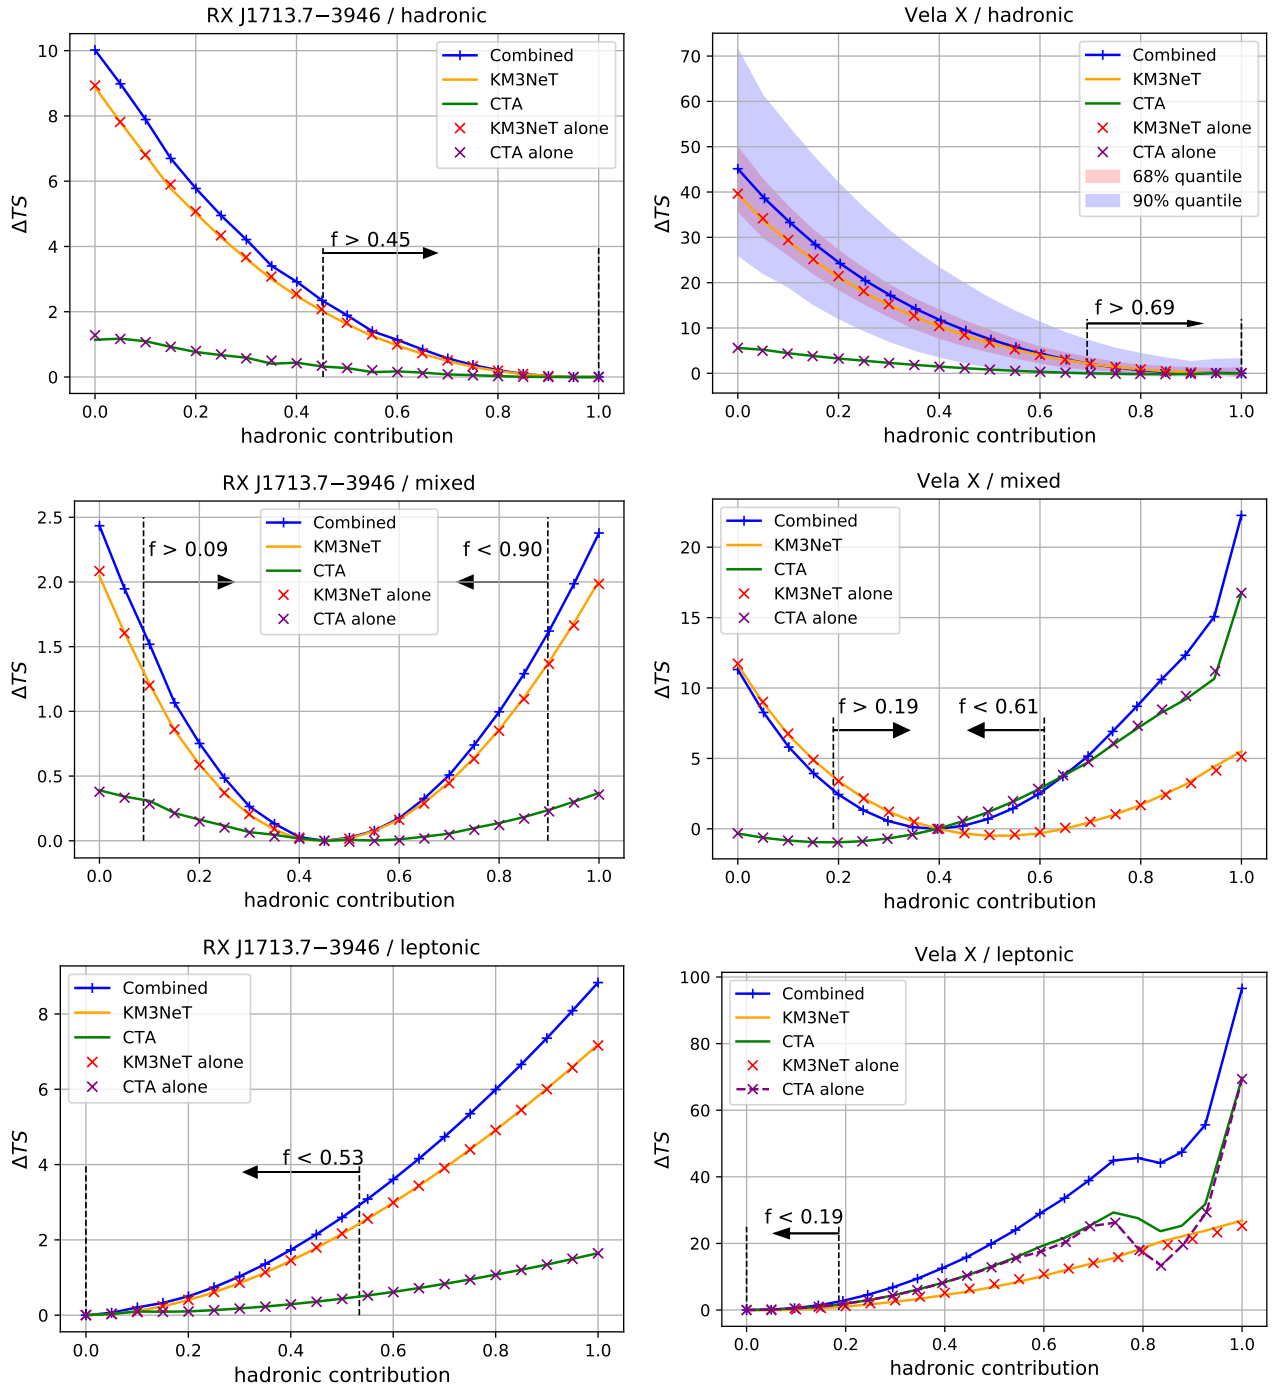 RX J1713.7−3946 / hadronic
10
8
6
4
2
0
ΔTS
Combined
KM3NeT
CTA
KM3NeT alone
CTA alone
f > 0.45
0.0 0.2 0.4 0.6 0.8 1.0
hadronic contribution
Vela X / hadronic
70
60
50
40
30
20
10
0
ΔTS
Combined
KM3NeT
CTA
KM3NeT alone
CTA alone
68% quantile
90% quantile
f > 0.69
0.0 0.2 0.4 0.6 0.8 1.0
hadronic contribution
RX J1713.7−3946 / mixed
2.5
2.0
1.5
1.0
0.5
0.0
ΔTS
Combined
KM3NeT
CTA
KM3NeT alone
CTA alone
f > 0.09
f < 0.90
0.0 0.2 0.4 0.6 0.8 1.0
hadronic contribution
Vela X / mixed
20
15
10
5
0
ΔTS
Combined
KM3NeT
CTA
KM3NeT alone
CTA alone
f > 0.19
f < 0.61
0.0 0.2 0.4 0.6 0.8 1.0
hadronic contribution
RX J1713.7−3946 / leptonic
8
6
4
2
0
ΔTS
Combined
KM3NeT
CTA
KM3NeT alone
CTA alone
f < 0.53
0.0 0.2 0.4 0.6 0.8 1.0
hadronic contribution
Vela X / leptonic
100
80
60
40
20
0
ΔTS
Combined
KM3NeT
CTA
KM3NeT alone
CTA alone
f < 0.19
0.0 0.2 0.4 0.6 0.8 1.0
hadronic contribution